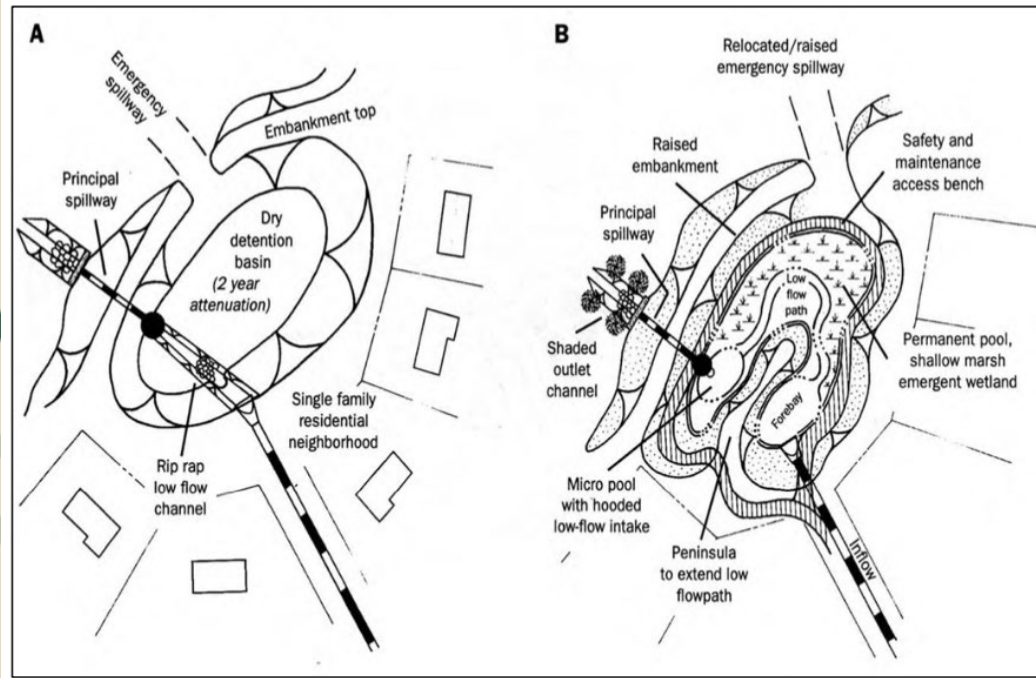 A
Emergency
spillway
Embankment top
Principal
spillway
Dry
detention
basin
(2 year
attenuation)
Single family
residential
neighborhood
Rip rap
low flow
channel
B
Relocated/raised
emergency spillway
Raised
embankment
Safety and
maintenance
access bench
Principal
spillway
Low
flow
path
Shaded
outlet
channel
Permanent pool,
shallow marsh
emergent wetland
Forebay
Micro pool
with hooded
low-flow intake
Peninsula
to extend low
flowpath
Inflow